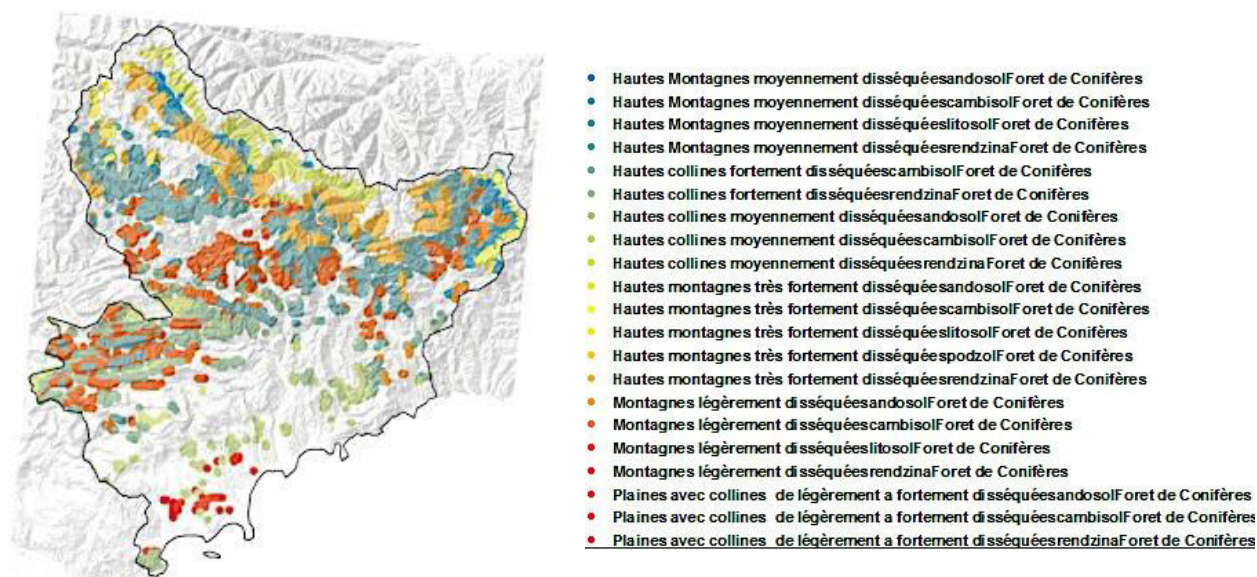 Hautes Montagnes moyennement disséquéesandosolForet de Conifères
Hautes Montagnes moyennement disséquéescambisolForet de Conifères
Hautes Montagnes moyennement disséquéeslitosolForet de Conifères
Hautes Montagnes moyennement disséquéesrendzinaForet de Conifères
Hautes collines fortement disséquéescambisolForet de Conifères
Hautes collines fortement disséquéesrendzinaForet de Conifères
Hautes collines moyennement disséquéesandosolForet de Conifères
Hautes collines moyennement disséquéescambisolForet de Conifères
Hautes collines moyennement disséquéesrendzinaForet de Conifères
Hautes montagnes très fortement disséquéesandosolForet de Conifères
Hautes montagnes très fortement disséquéescambisolForet de Conifères
Hautes montagnes très fortement disséquéeslitosolForet de Conifères
Hautes montagnes très fortement disséquéespodzolForet de Conifères
Hautes montagnes très fortement disséquéesrendzinaForet de Conifères
Montagnes légèrement disséquéesandosolForet de Conifères
Montagnes légèrement disséquéescambisolForet de Conifères
Montagnes légèrement disséquéeslitosolForet de Conifères
Montagnes légèrement disséquéesrendzinaForet de Conifères
Plaines avec collines de légèrement a fortement disséquéesandosolForet de Conifères
Plaines avec collines de légèrement a fortement disséquéescambisolForet de Conifères
Plaines avec collines de légèrement a fortement disséquéesrendzinaForet de Conifères